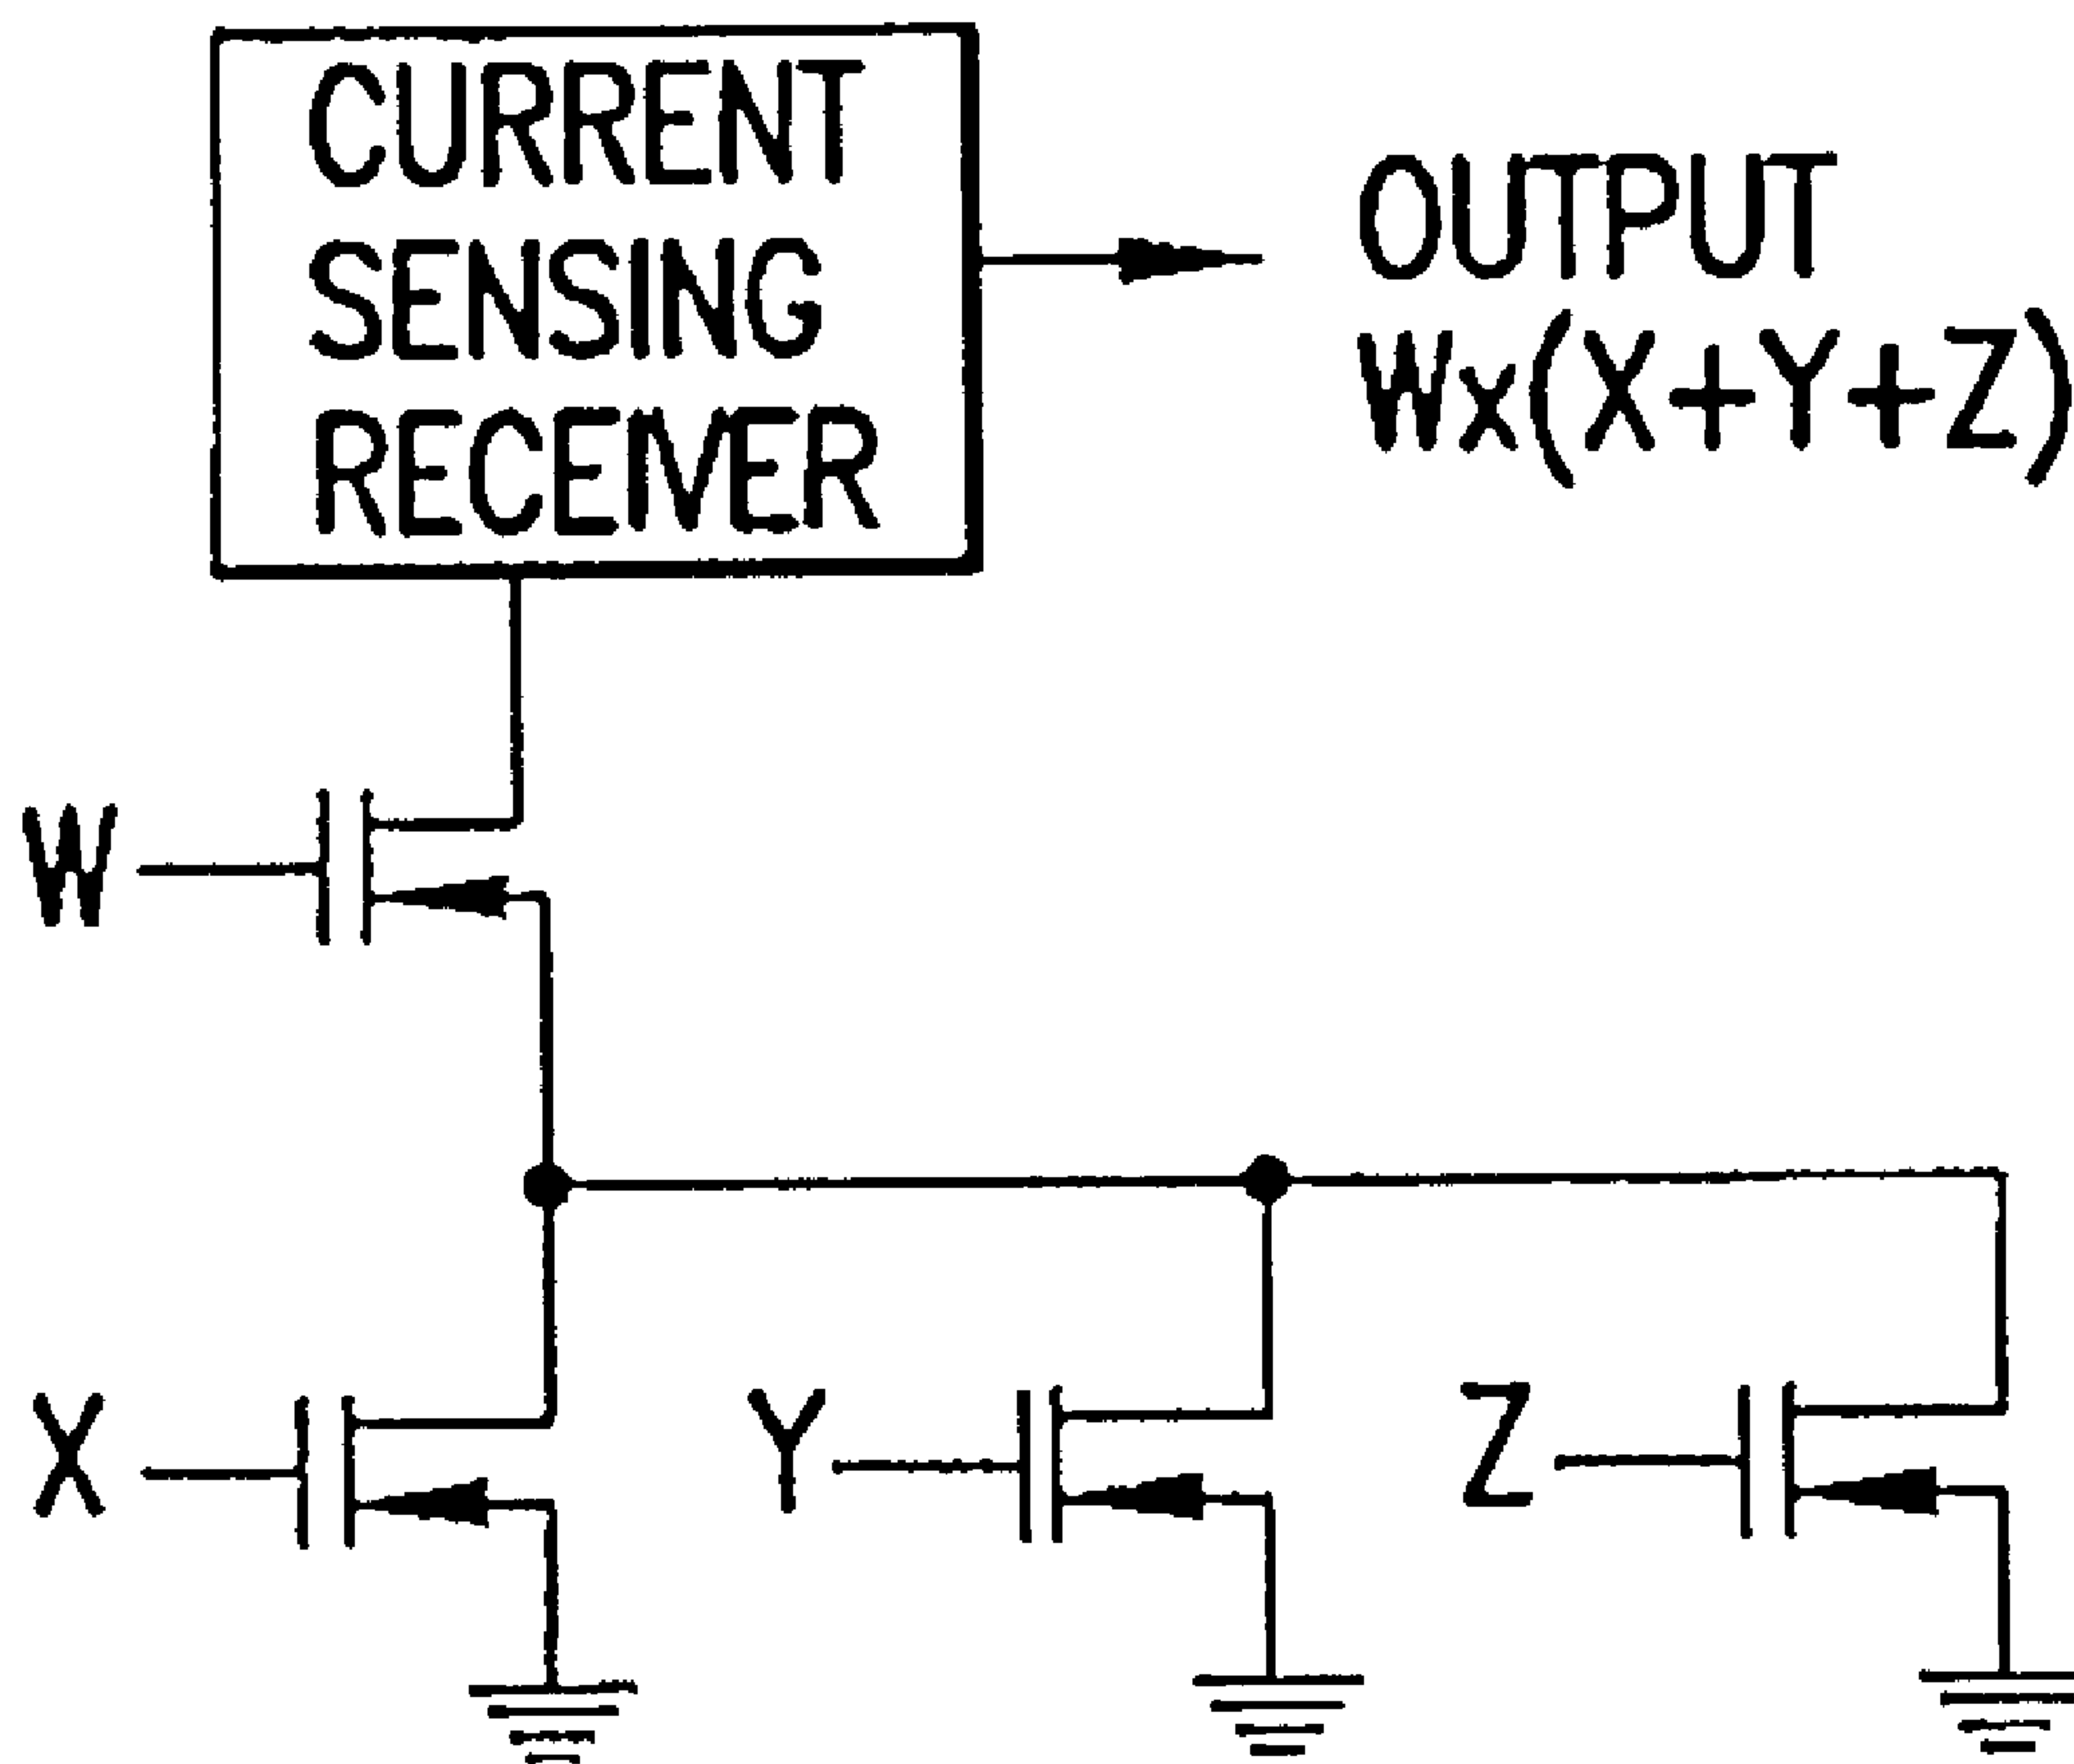 CURRENT
SENSING
RECEIVER
OUTPUT
Wx(X+Y+Z)
W
X
Y
Z